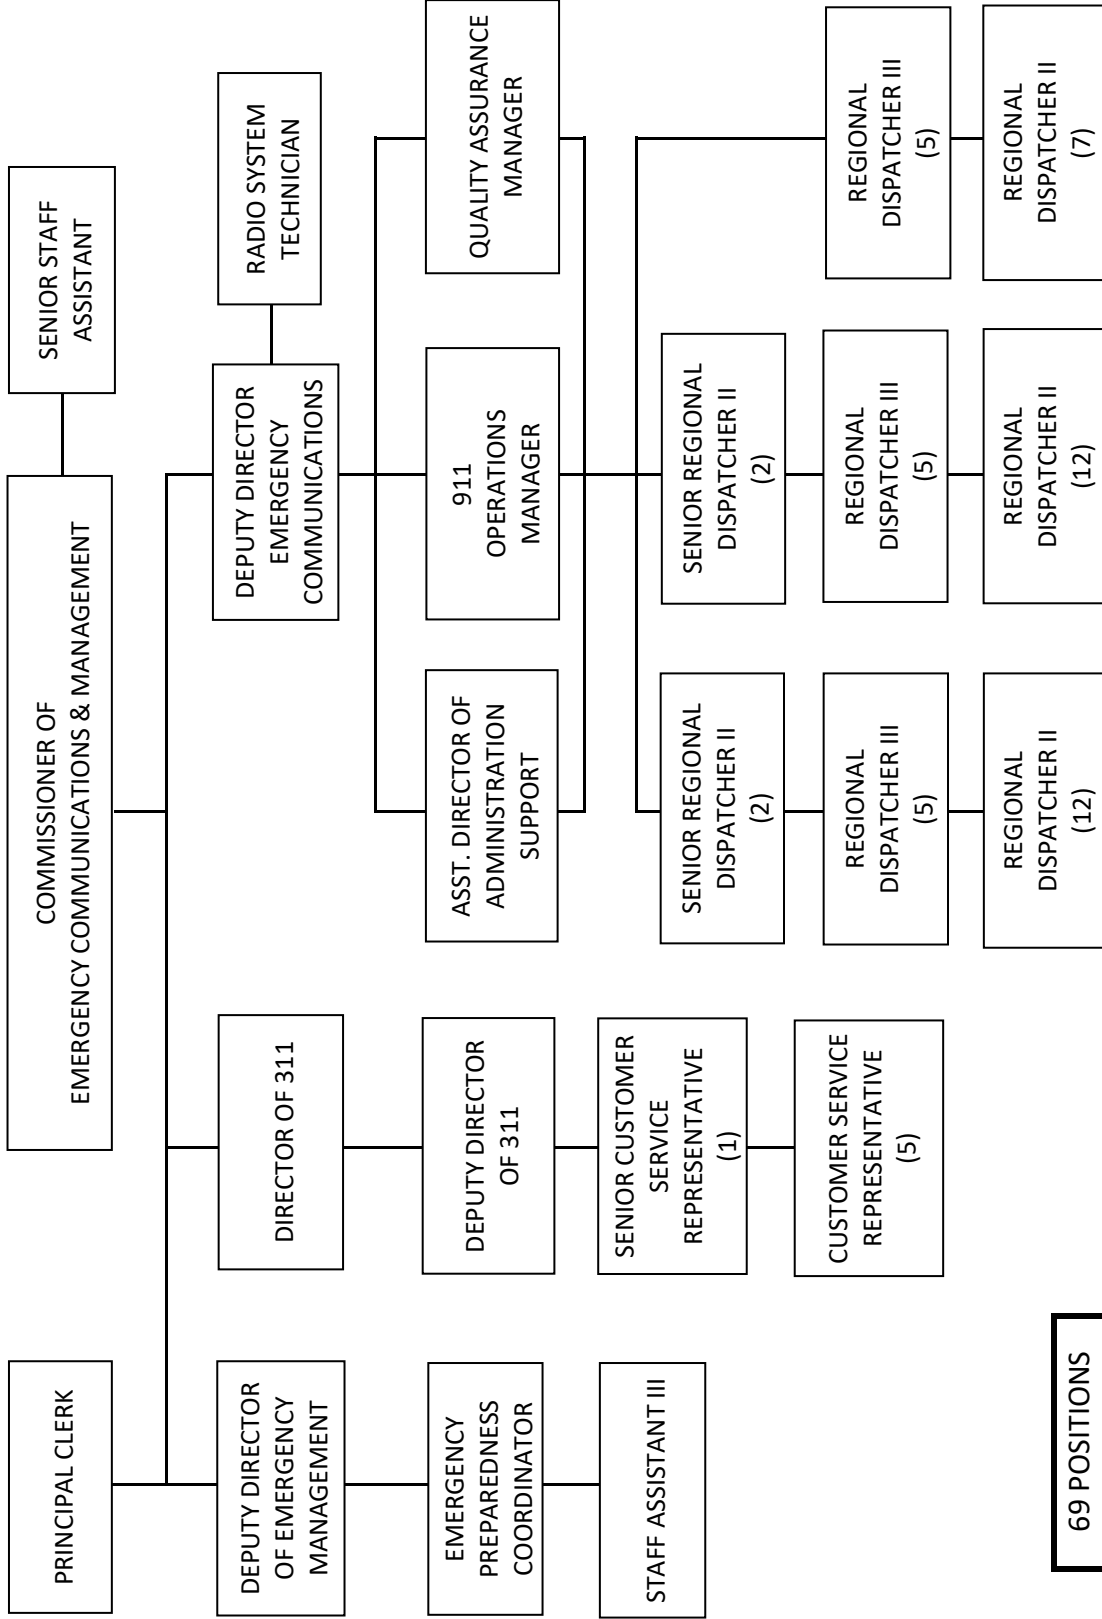 COMMISSIONER OF
EMERGENCY COMMUNICATIONS & MANAGEMENT
PRINCIPAL CLERK
SENIOR STAFF
ASSISTANT
DEPUTY DIRECTOR
OF EMERGENCY
MANAGEMENT
DIRECTOR OF 311
DEPUTY DIRECTOR
EMERGENCY
COMMUNICATIONS
RADIO SYSTEM
TECHNICIAN
EMERGENCY
PREPAREDNESS
COORDINATOR
DEPUTY DIRECTOR
OF 311
ASST. DIRECTOR OF
ADMINISTRATION
SUPPORT
911
OPERATIONS
MANAGER
QUALITY ASSURANCE
MANAGER
STAFF ASSISTANT III
SENIOR CUSTOMER
SERVICE
REPRESENTATIVE
(1)
SENIOR REGIONAL
DISPATCHER II
(2)
SENIOR REGIONAL
DISPATCHER II
(2)
CUSTOMER SERVICE
REPRESENTATIVE
(5)
REGIONAL
DISPATCHER III
(5)
REGIONAL
DISPATCHER III
(5)
REGIONAL
DISPATCHER III
(5)
REGIONAL
DISPATCHER II
(12)
REGIONAL
DISPATCHER II
(12)
REGIONAL
DISPATCHER II
(7)
69 POSITIONS